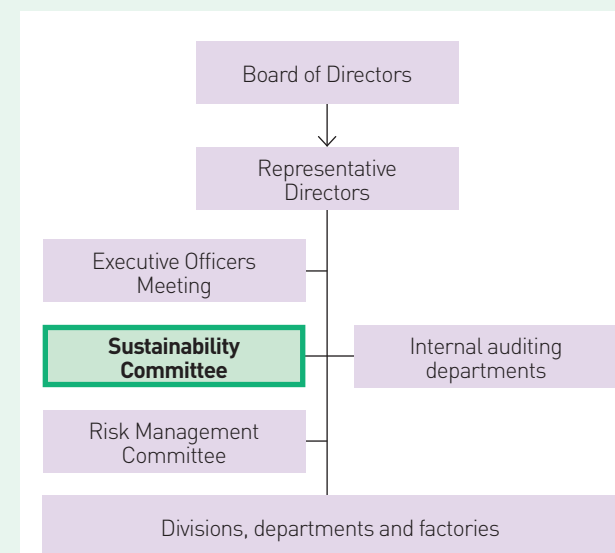 Board of Directors
Representative
Directors
Executive Officers
Meeting
Sustainability
Committee
Internal auditing
departments
Risk Management
Committee
Divisions, departments and factories